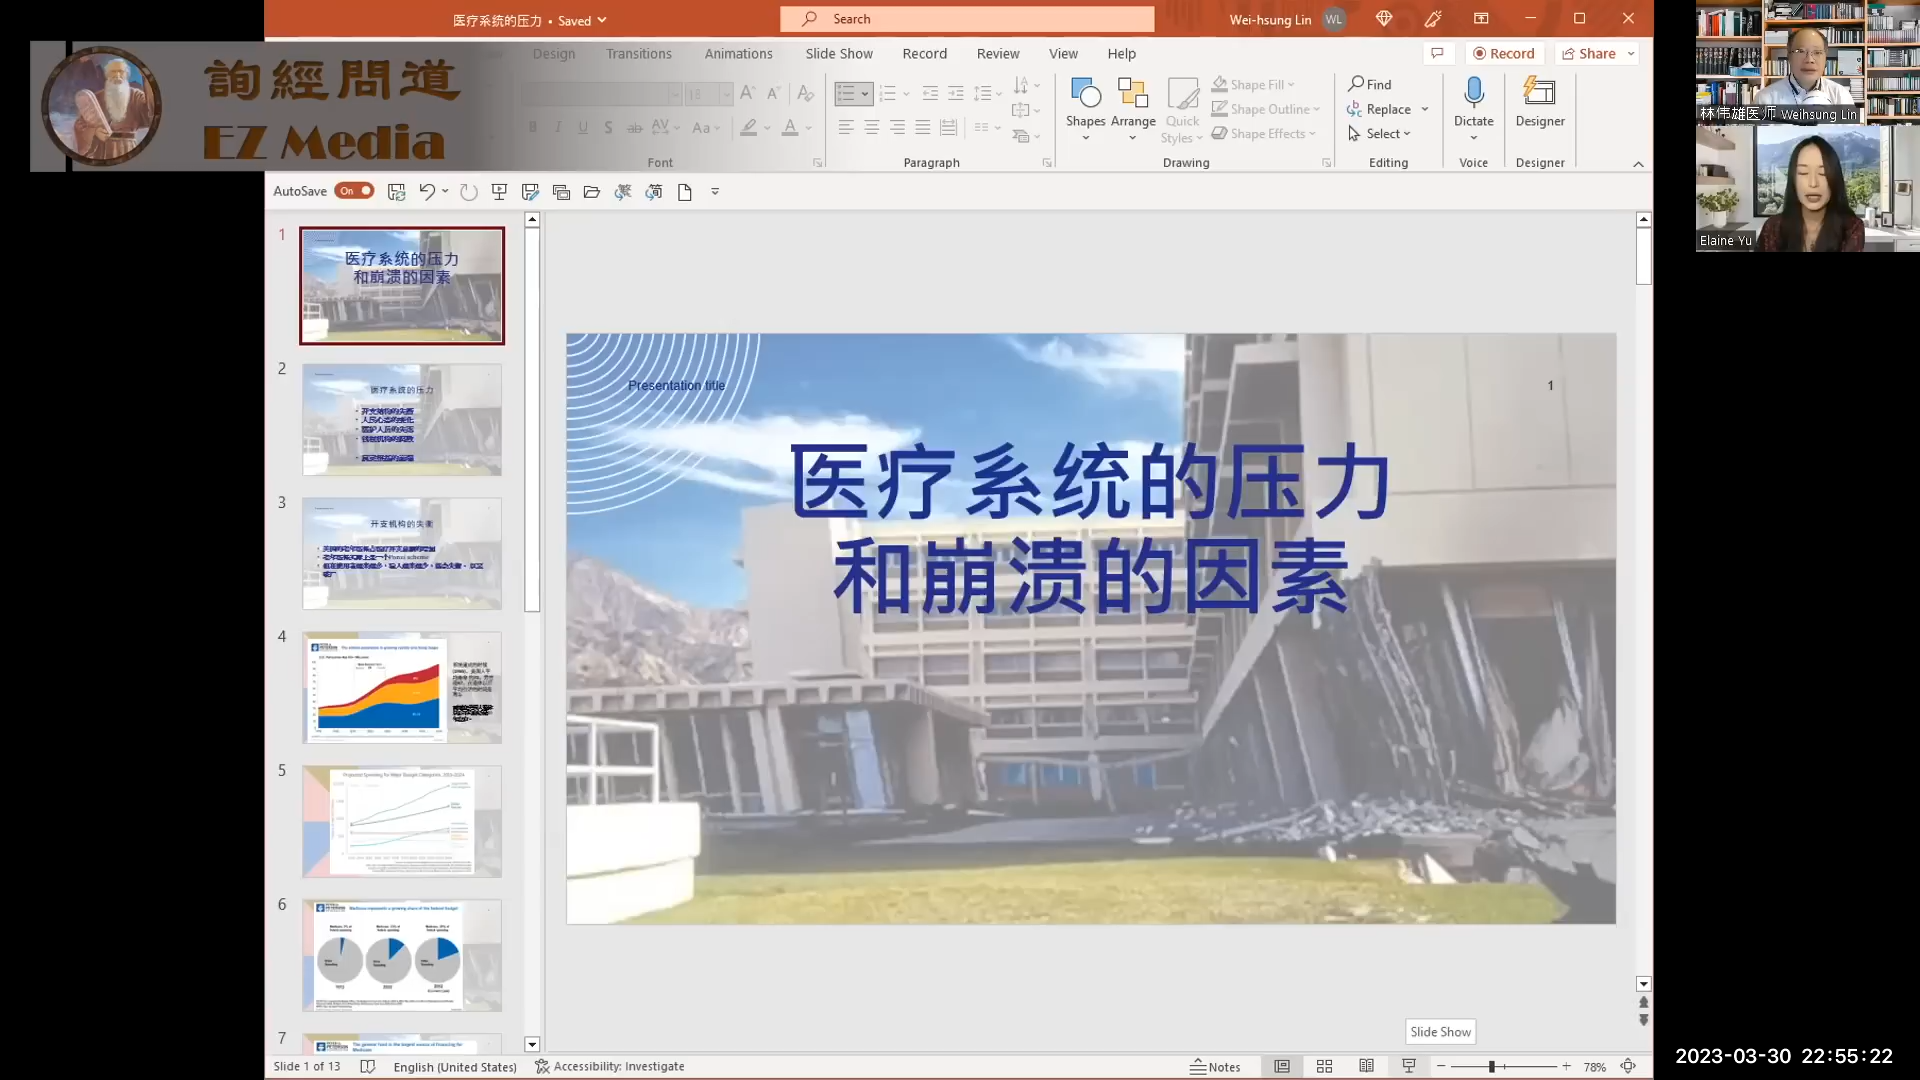 医疗系统的压力 • Saved
Search
Wei-hsung Lin
WL
詢經問道
EZ Media
Design
Transitions
Animations
Slide Show
Record
Review
View
Help
Record
Share
Shapes
Arrange
Quick
Styles
Shape Fill
Shape Outline
Shape Effects
Find
Replace
Select
Dictate
Designer
Font
Paragraph
Drawing
Editing
Voice
Designer
AutoSave
On
林伟雄医师 Weihsung Lin
Elaine Yu
1
医疗系统的压力
和崩溃的因素
2
医疗系统的压力
3
开支机构的失衡
4
5
6
7
Presentation title
1
医疗系统的压力
和崩溃的因素
Slide Show
Slide 1 of 13
English (United States)
Accessibility: Investigate
Notes
78%
2023-03-30 22:55:22